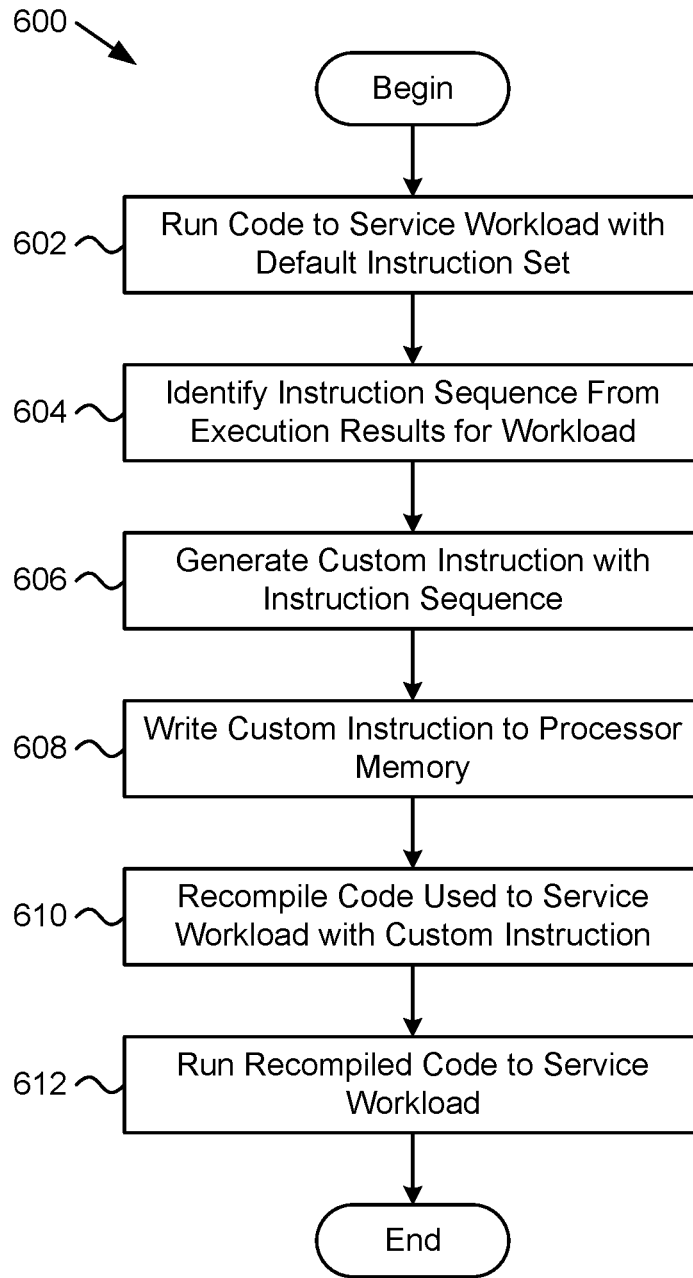 600
Begin
602
Run Code to Service Workload with
Default Instruction Set
604
Identify Instruction Sequence From
Execution Results for Workload
606
Generate Custom Instruction with
Instruction Sequence
608
Write Custom Instruction to Processor
Memory
610
Recompile Code Used to Service
Workload with Custom Instruction
612
Run Recompiled Code to Service
Workload
End